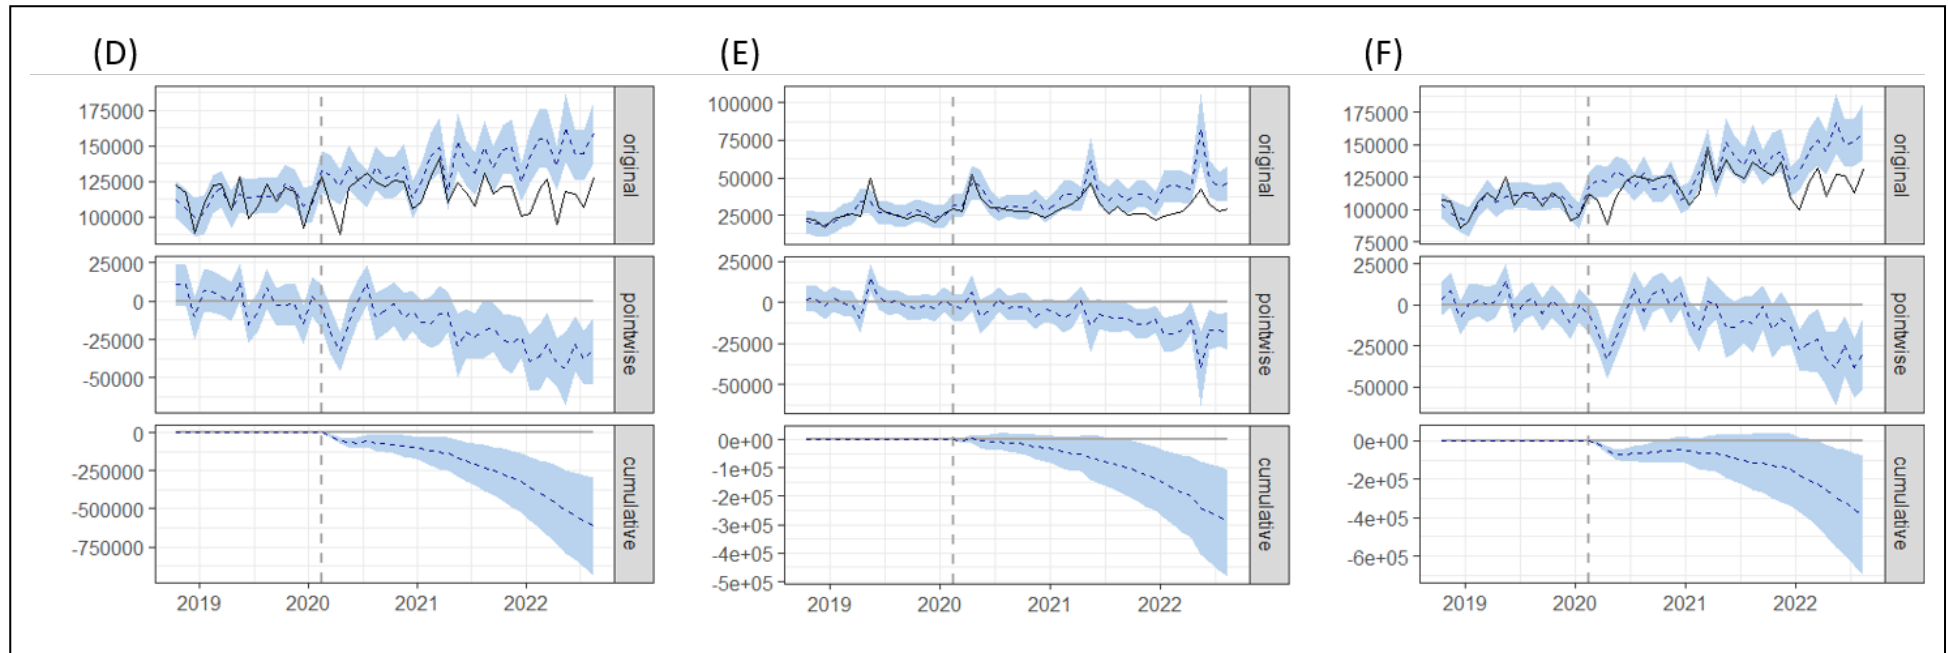 (D)
(E)
(F)
175000
150000
125000
100000
original
25000
0
-25000
-50000
pointwise
0
-250000
-500000
-750000
cumulative
2019 2020 2021 2022
100000
75000
50000
25000
original
25000
0
-25000
-50000
pointwise
0e+00
-1e+05
-2e+05
-3e+05
-4e+05
-5e+05
cumulative
2019 2020 2021 2022
175000
150000
125000
100000
75000
original
25000
0
-25000
-50000
pointwise
0e+00
-2e+05
-4e+05
-6e+05
cumulative
2019 2020 2021 2022